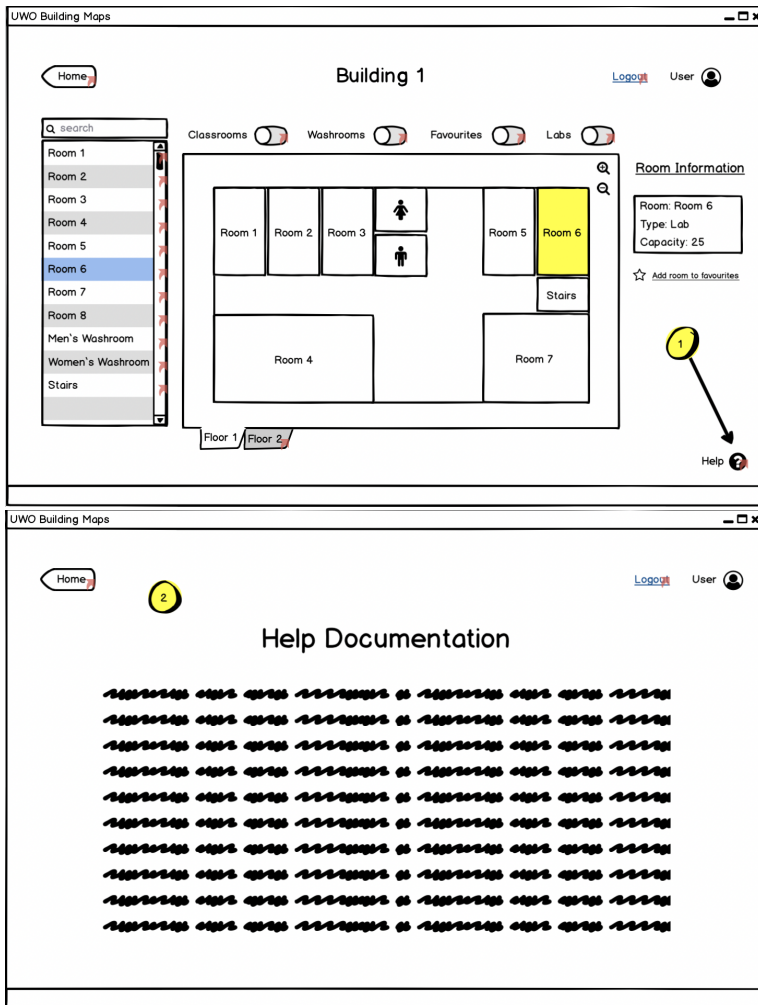 UWO Building Maps
Home
Building 1
Logout
User
search
Classrooms
Washrooms
Favourites
Labs
Room 1
Room 2
Room 3
Room 4
Room 5
Room 6
Room 7
Room 8
Men's Washroom
Women's Washroom
Stairs
Room 1
Room 2
Room 3
Room 5
Room 6
Stairs
Room 4
Room 7
Floor 1
Floor 2
Room Information
Room: Room 6
Type: Lab
Capacity: 25
Add room to favourites
1
Help ?
UWO Building Maps
Home
2
Logout
User
Help Documentation